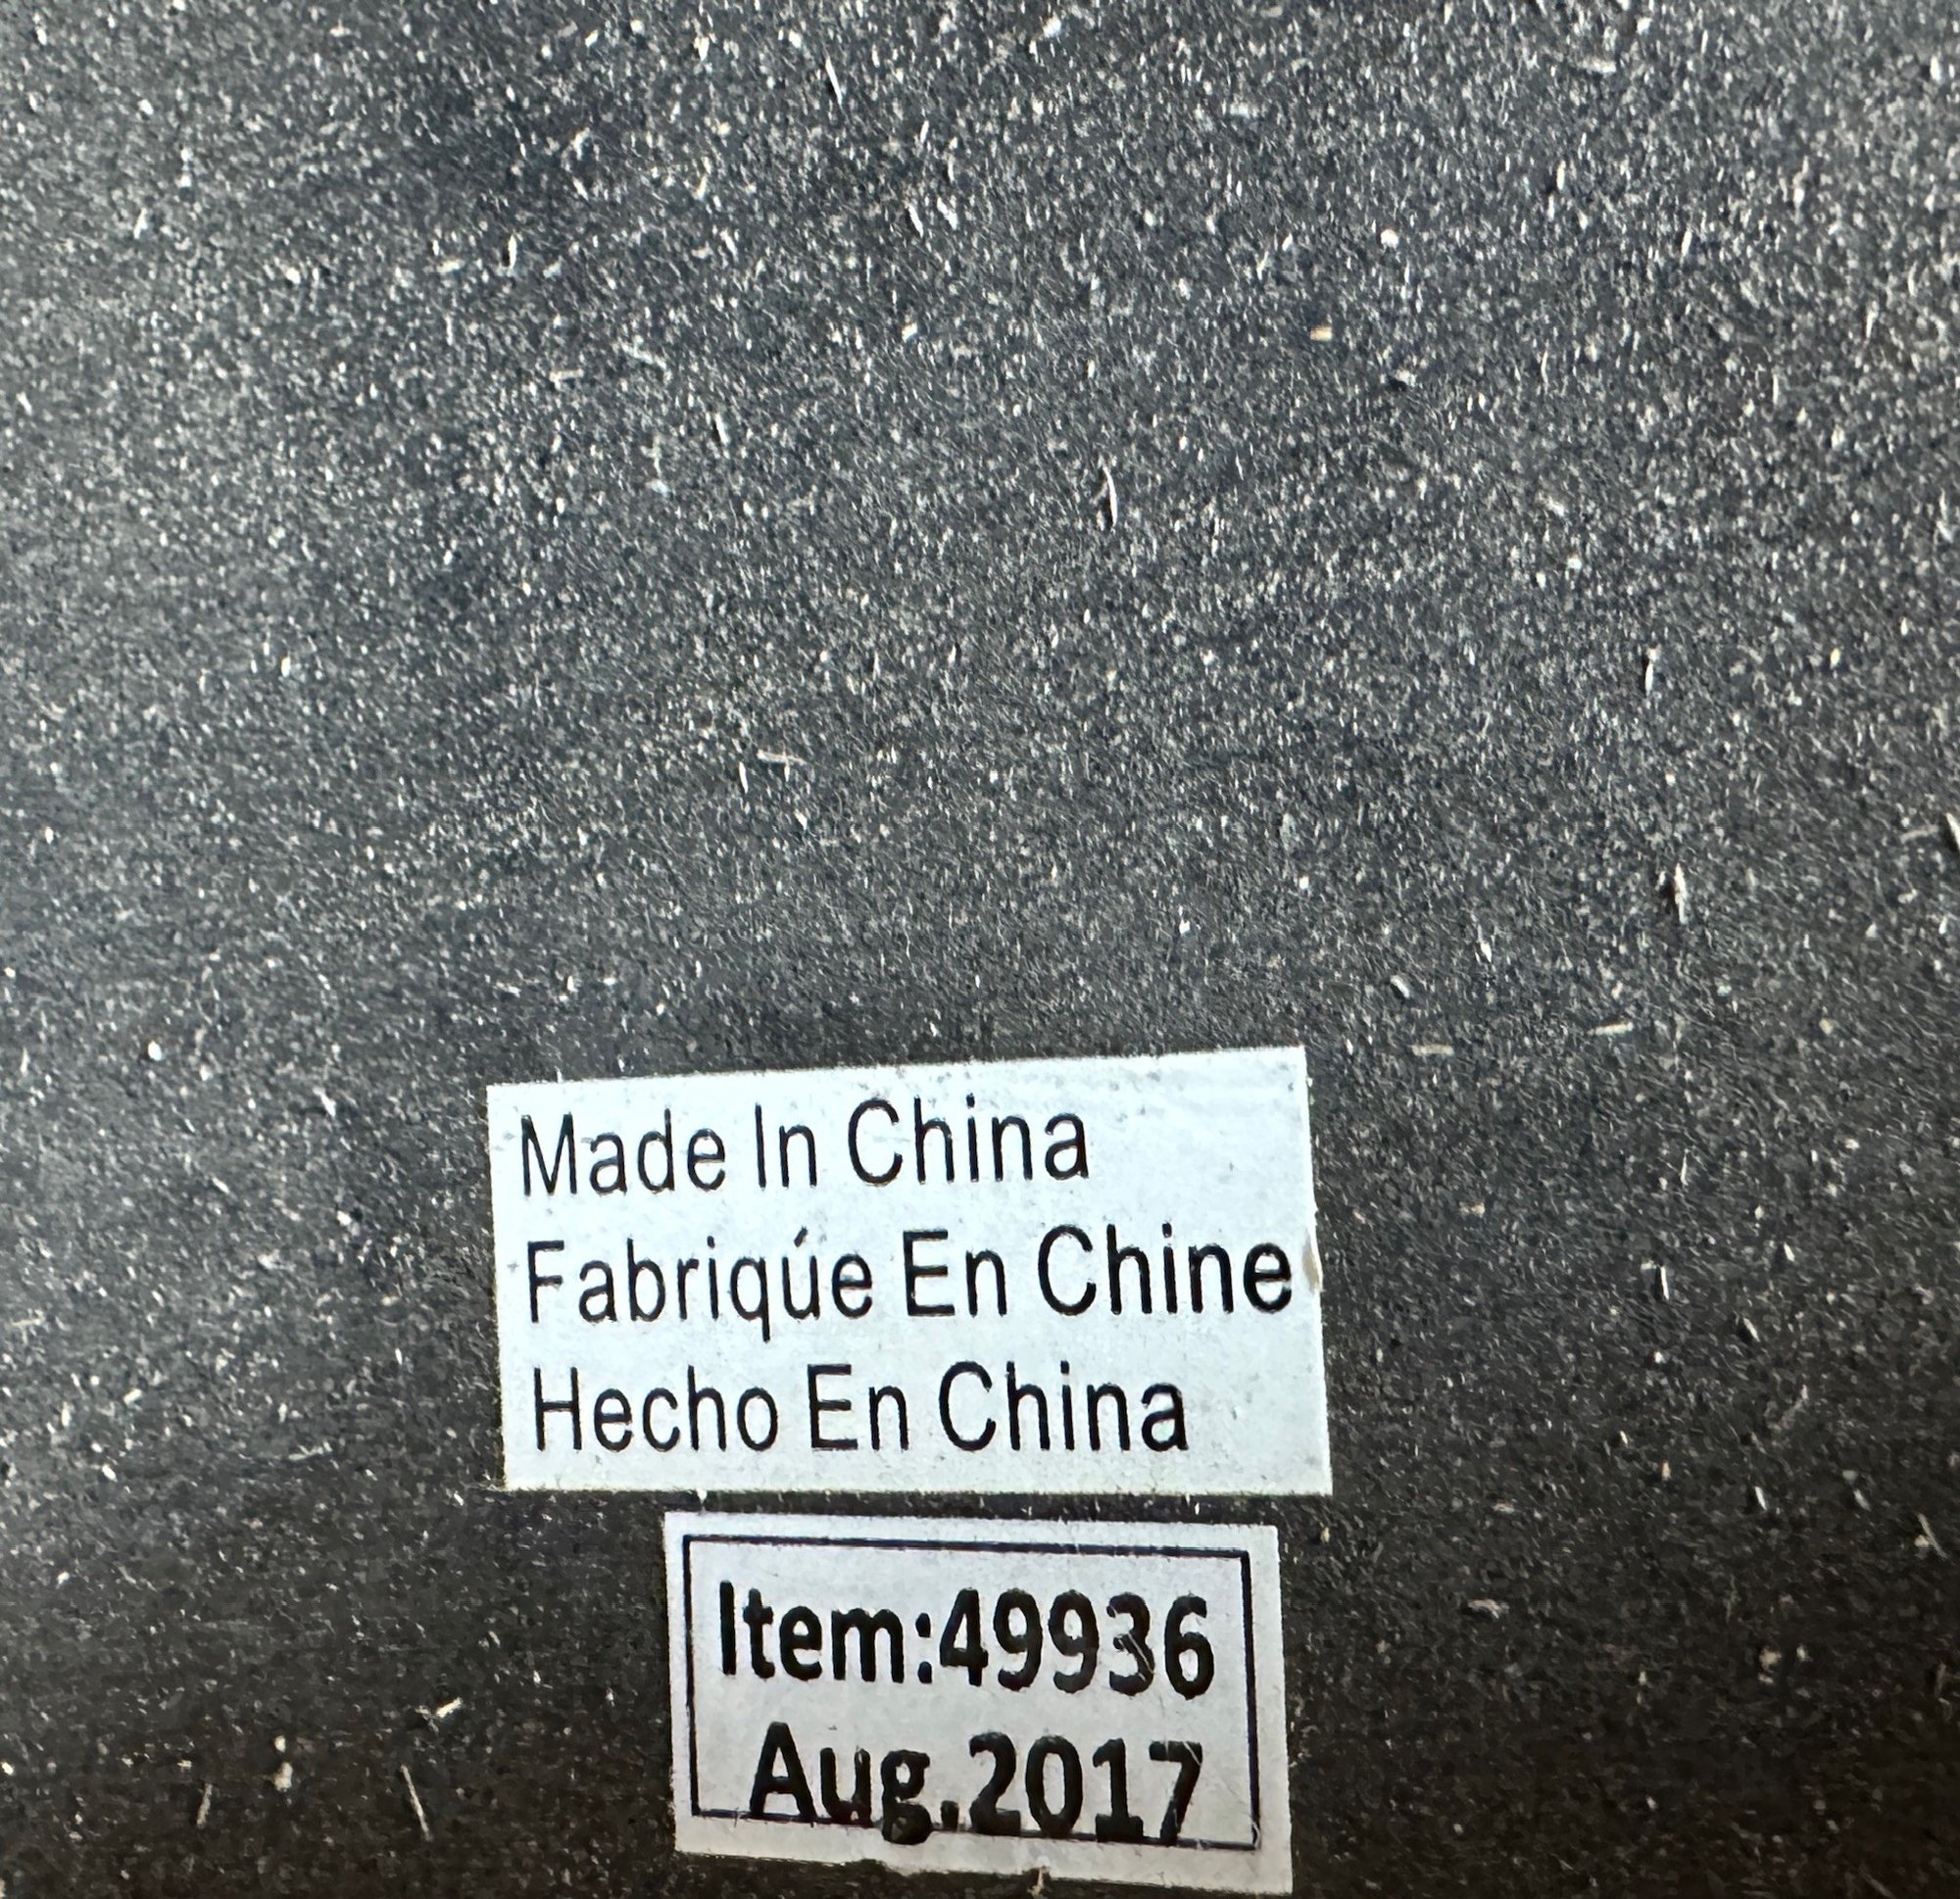 Made In China
Fabriqúe En Chine
Hecho En China
Item:49936
Aug.2017